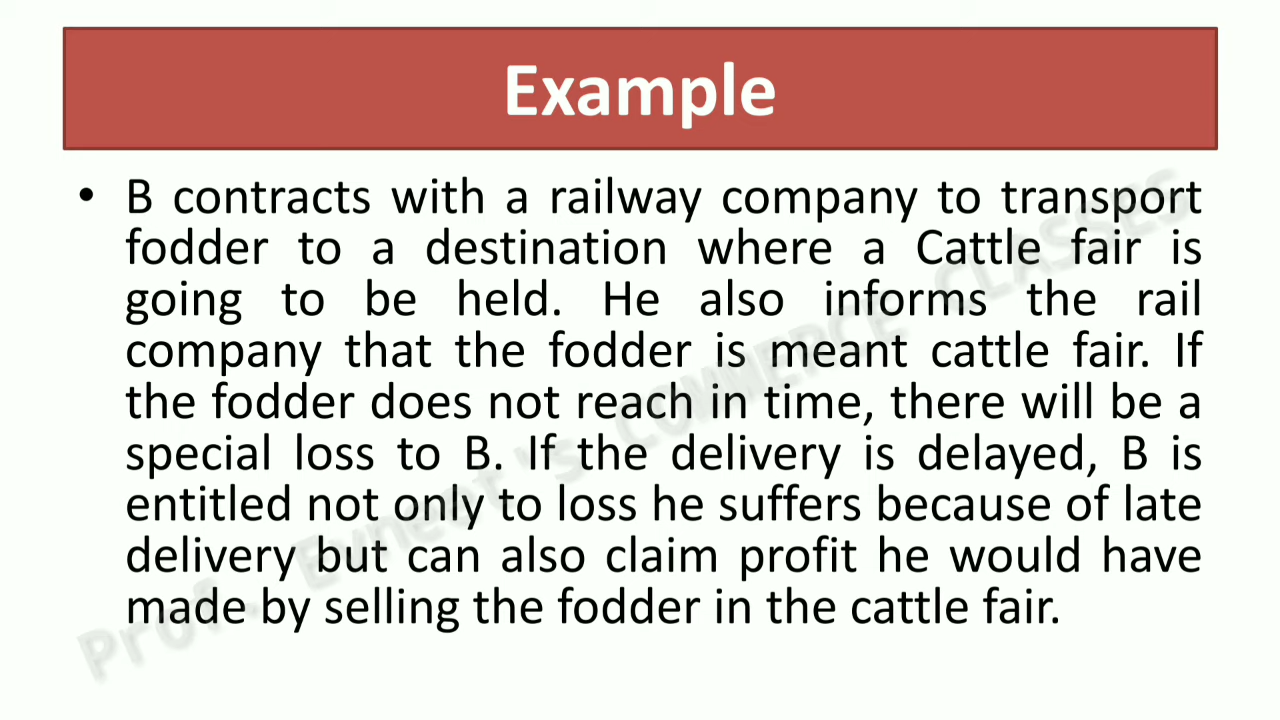 Example
• B contracts with a railway company to transport
fodder to a destination where a Cattle fair is
going to be held. He also informs the rail
company that the fodder is meant cattle fair. If
the fodder does not reach in time, there will be a
special loss to B. If the delivery is delayed, B is
entitled not only to loss he suffers because of late
delivery but can also claim profit he would have
made by selling the fodder in the cattle fair.
Prof. Evneet's COMMERCE CLASSES